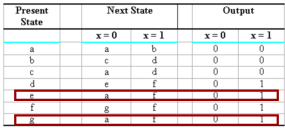 Present State Next State Output
x = 0 x = 1 x = 0 x = 1
a a b 0 0
b c d 0 0
c a d 0 0
d e f 0 1
e a f 0 1
f g f 0 1
g a f 0 1